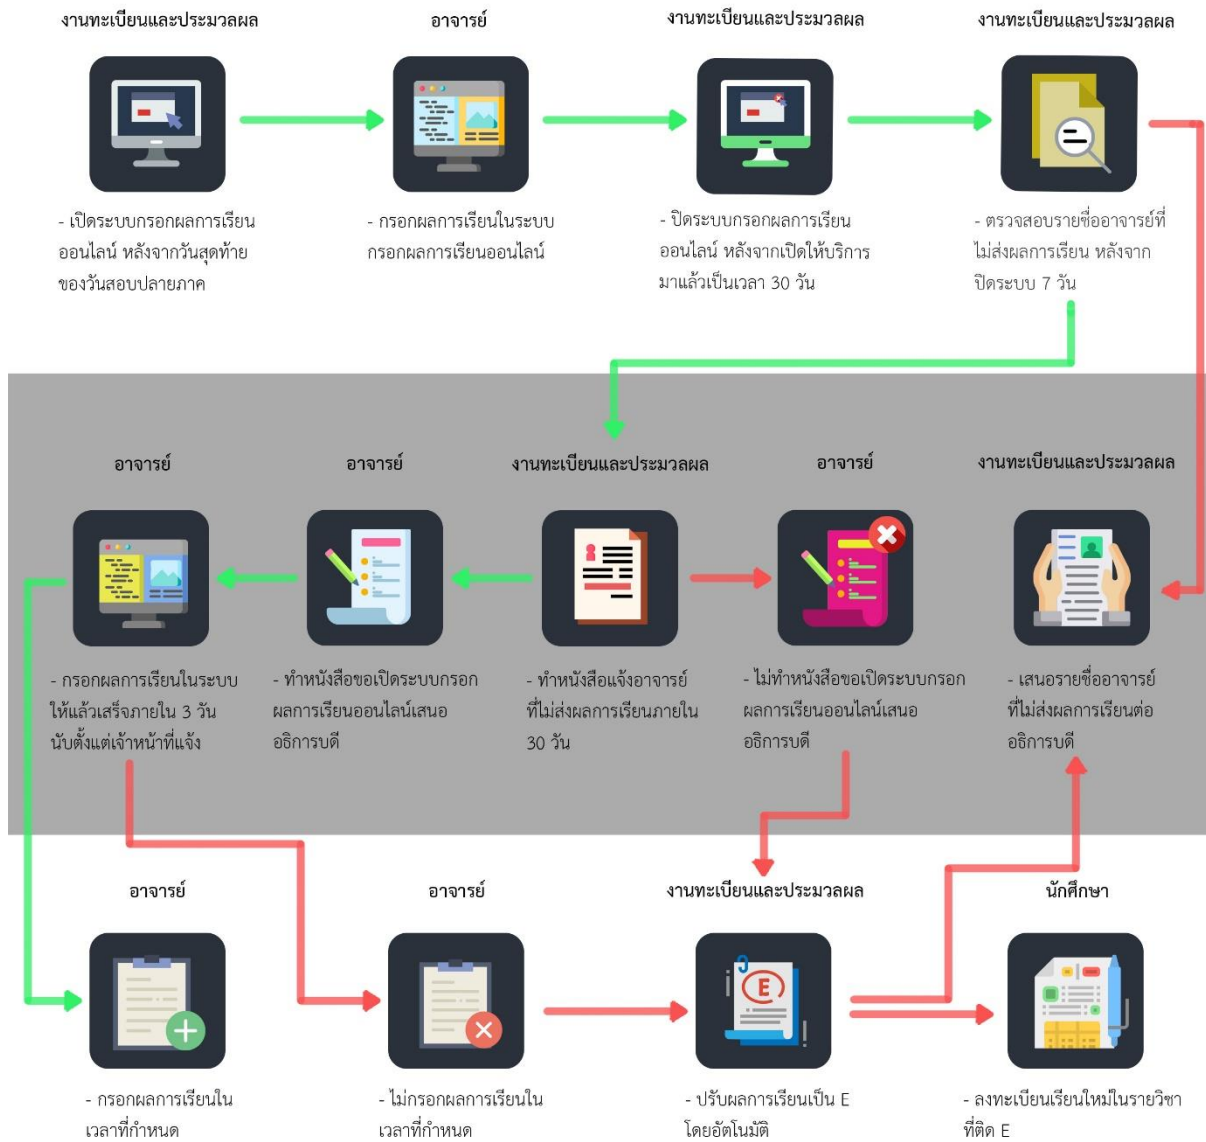 งานทะเบียนและประมวลผล
- เปิดระบบกรอกผลการเรียน
ออนไลน์ หลังจากวันสุดท้าย
ของวันสอบปลายภาค
อาจารย์
- กรอกผลการเรียนในระบบ
กรอกผลการเรียนออนไลน์
งานทะเบียนและประมวลผล
- ปิดระบบกรอกผลการเรียน
ออนไลน์ หลังจากเปิดให้บริการ
มาแล้วเป็นเวลา 30 วัน
งานทะเบียนและประมวลผล
- ตรวจสอบรายชื่ออาจารย์ที่
ไม่ส่งผลการเรียน หลังจาก
ปิดระบบ 7 วัน
อาจารย์
- กรอกผลการเรียนในระบบ
ให้แล้วเสร็จภายใน 3 วัน
นับตั้งแต่เจ้าหน้าที่แจ้ง
อาจารย์
- ทำหนังสือขอเปิดระบบกรอก
ผลการเรียนออนไลน์เสนอ
อธิการบดี
งานทะเบียนและประมวลผล
- ทำหนังสือแจ้งอาจารย์
ที่ไม่ส่งผลการเรียนภายใน
30 วัน
อาจารย์
- ไม่ทำหนังสือขอเปิดระบบกรอก
ผลการเรียนออนไลน์เสนอ
อธิการบดี
งานทะเบียนและประมวลผล
- เสนอรายชื่ออาจารย์
ที่ไม่ส่งผลการเรียนต่อ
อธิการบดี
อาจารย์
- กรอกผลการเรียนใน
เวลาที่กำหนด
อาจารย์
- ไม่กรอกผลการเรียนใน
เวลาที่กำหนด
งานทะเบียนและประมวลผล
E
- ปรับผลการเรียนเป็น E
โดยอัตโนมัติ
นักศึกษา
- ลงทะเบียนเรียนใหม่ในรายวิชา
ที่ติด E